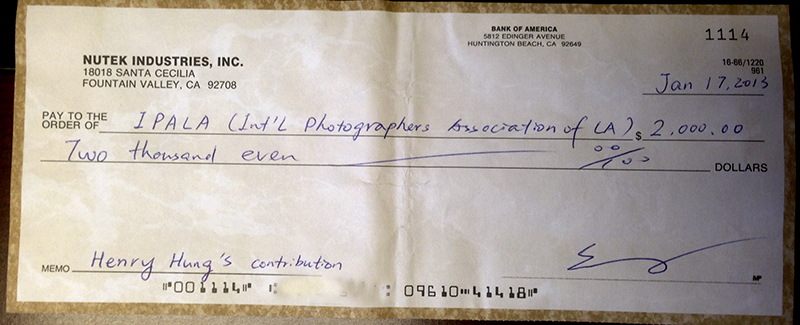 BANK OF AMERICA
5812 EDINGER AVENUE
HUNTINGTON BEACH, CA 92649
1114
NUTEK INDUSTRIES, INC.
18018 SANTA CECILIA
FOUNTAIN VALLEY, CA 92708
16-66/1220
961
Jan 17, 2013
PAY TO THE ORDER OF IPALA (Int'l Photographers Association of LA) $ 2,000.00
Two thousand even 00/100 DOLLARS
MEMO Henry Hung's contribution
MP
⑈001114⑈ ⑆ ⑆ 09610⑉41418⑈